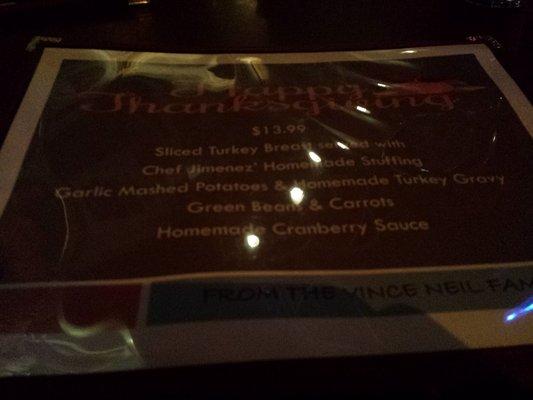 Happy
Thanksgiving
$13.99
Sliced Turkey Breast served with
Chef Jimenez' Homemade Stuffing
Garlic Mashed Potatoes & Homemade Turkey Gravy
Green Beans & Carrots
Homemade Cranberry Sauce
FROM THE VINCE NEIL FAM